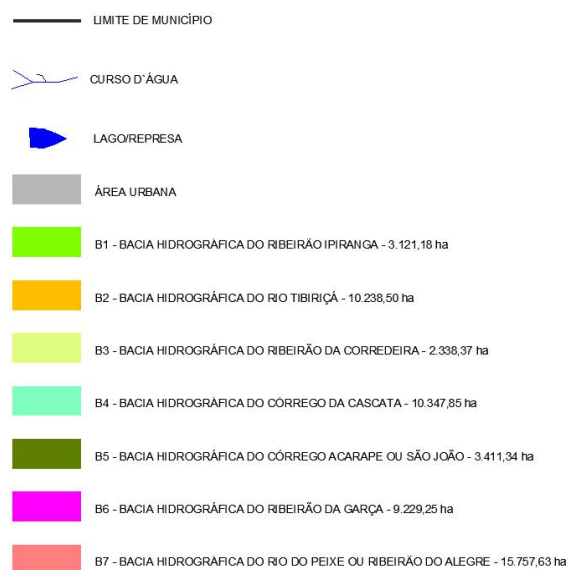 LIMITE DE MUNICÍPIO
CURSO D`ÁGUA
LAGO/REPRESA
ÁREA URBANA
B1 - BACIA HIDROGRÁFICA DO RIBEIRÃO IPIRANGA - 3.121,18 ha
B2 - BACIA HIDROGRÁFICA DO RIO TIBIRIÇÁ - 10.238,50 ha
B3 - BACIA HIDROGRÁFICA DO RIBEIRÃO DA CORREDEIRA - 2.338,37 ha
B4 - BACIA HIDROGRÁFICA DO CÓRREGO DA CASCATA - 10.347,85 ha
B5 - BACIA HIDROGRÁFICA DO CÓRREGO ACARAPE OU SÃO JOÃO - 3.411,34 ha
B6 - BACIA HIDROGRÁFICA DO RIBEIRÃO DA GARÇA - 9.229,25 ha
B7 - BACIA HIDROGRÁFICA DO RIO DO PEIXE OU RIBEIRÃO DO ALEGRE - 15.757,63 ha